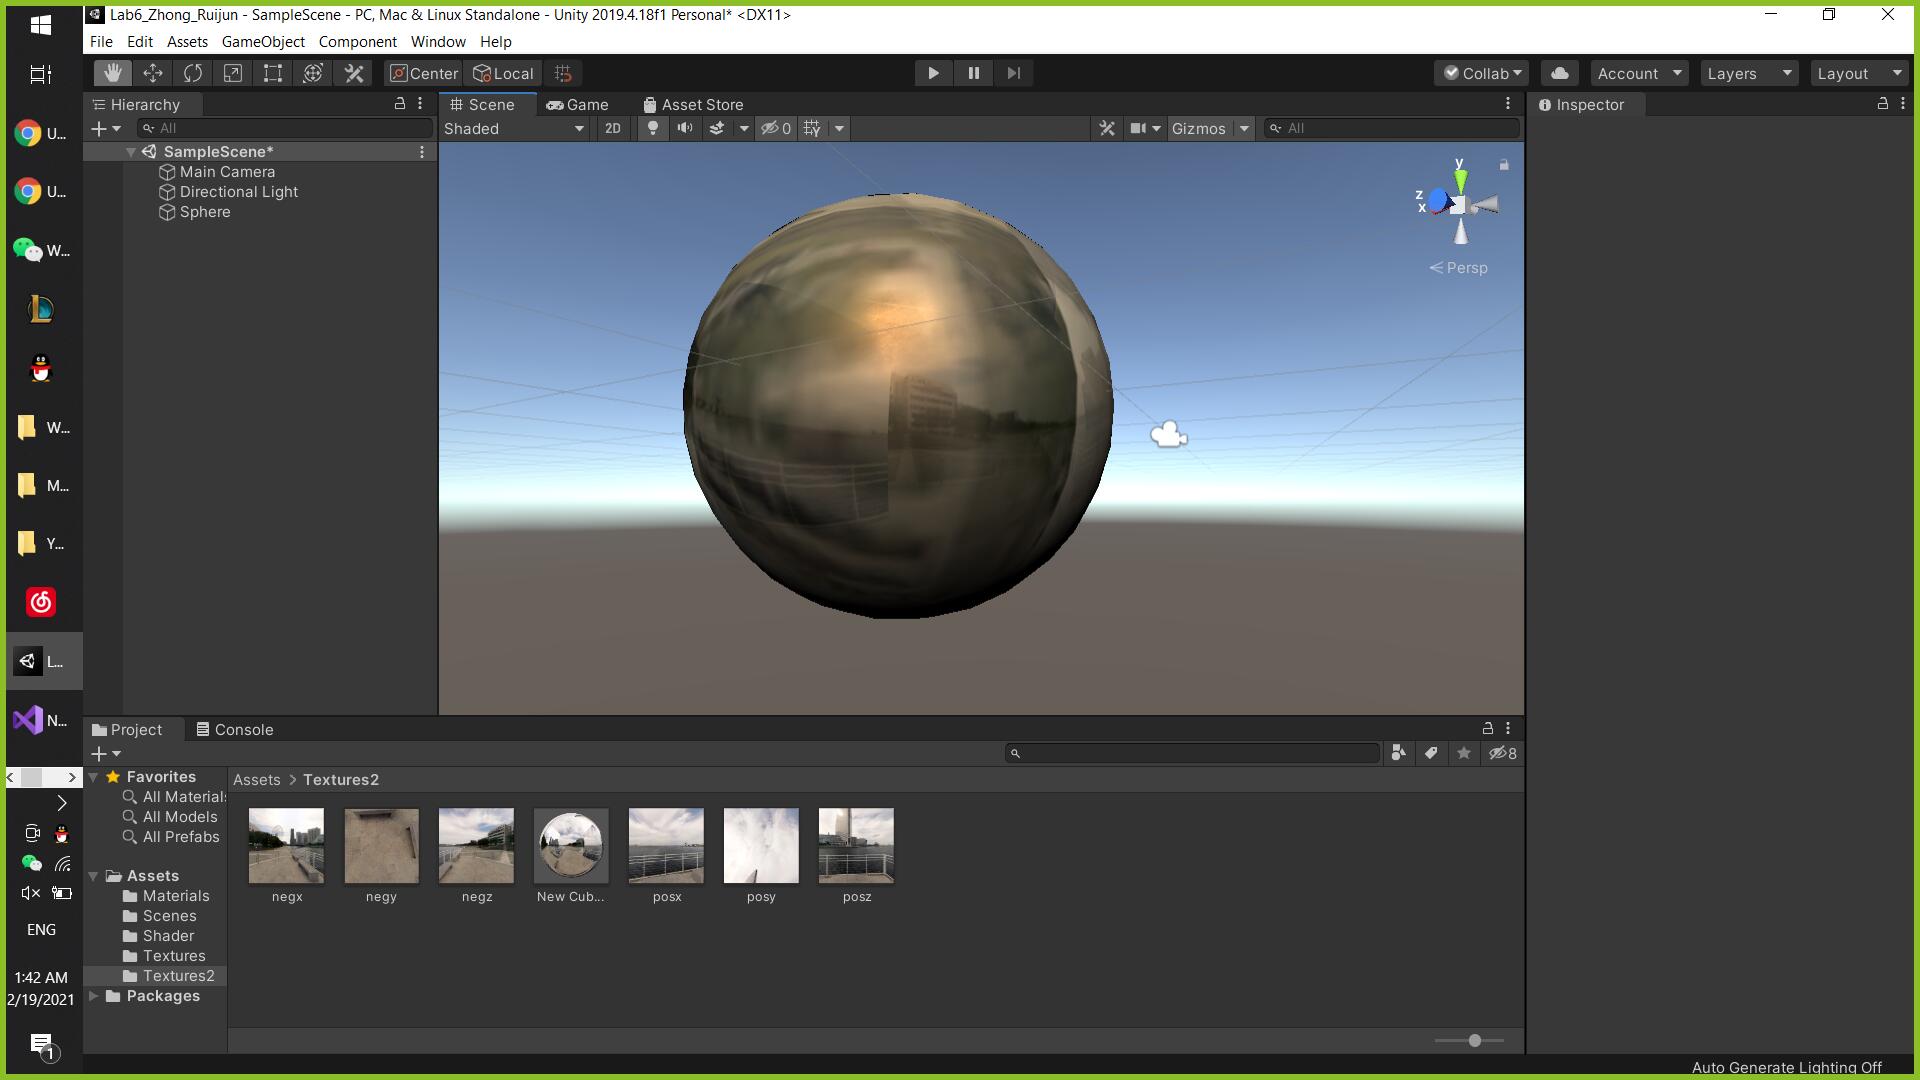 Lab6_Zhong_Ruijun - SampleScene - PC, Mac & Linux Standalone - Unity 2019.4.18f1 Personal* <DX11>
File Edit Assets GameObject Component Window Help
Center Local
Collab Account Layers Layout
Hierarchy
All
SampleScene*
Main Camera
Directional Light
Sphere
Scene Game Asset Store
Shaded 2D 0 Gizmos All
y
z
x
Persp
Inspector
U...
U...
W...
W...
M...
Y...
L...
N...
ENG
1:42 AM
2/19/2021
1
Project Console
8
Favorites
All Material
All Models
All Prefabs
Assets
Materials
Scenes
Shader
Textures
Textures2
Packages
Assets > Textures2
negx negy negz New Cub... posx posy posz
Auto Generate Lighting Off